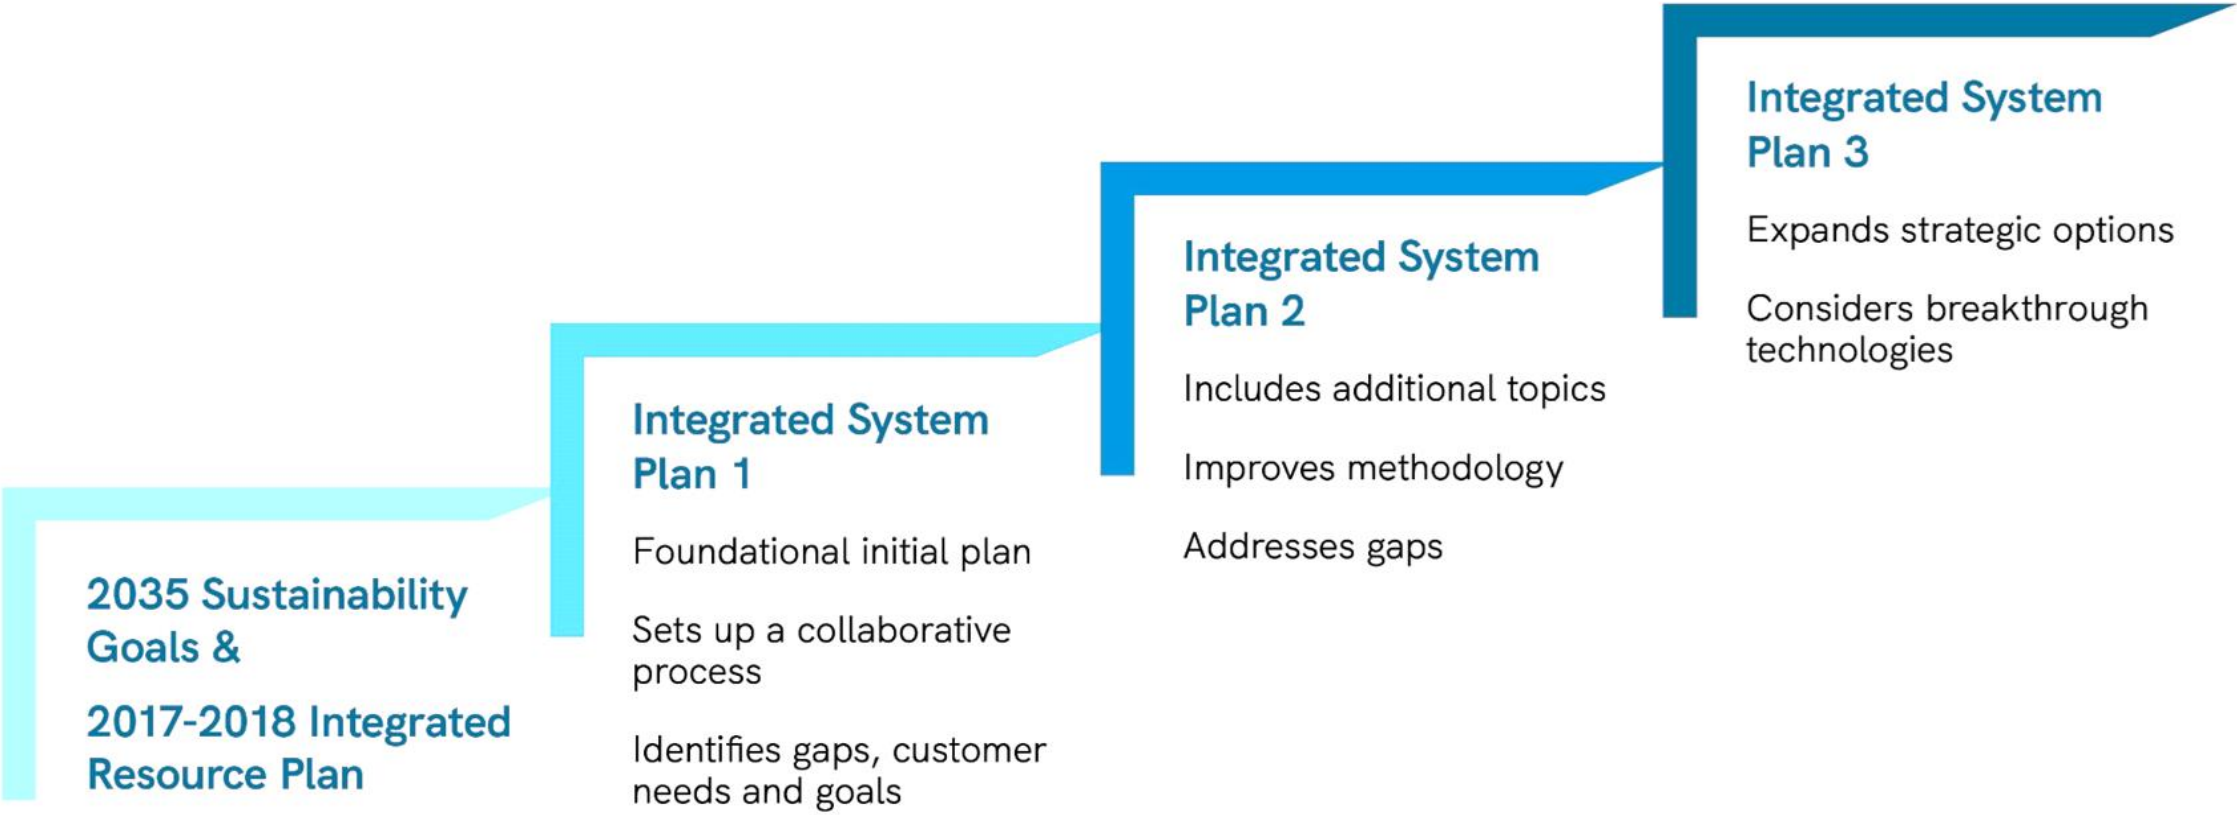 2035 Sustainability
Goals &
2017-2018 Integrated
Resource Plan
Integrated System
Plan 1
Foundational initial plan
Sets up a collaborative
process
Identifies gaps, customer
needs and goals
Integrated System
Plan 2
Includes additional topics
Improves methodology
Addresses gaps
Integrated System
Plan 3
Expands strategic options
Considers breakthrough
technologies